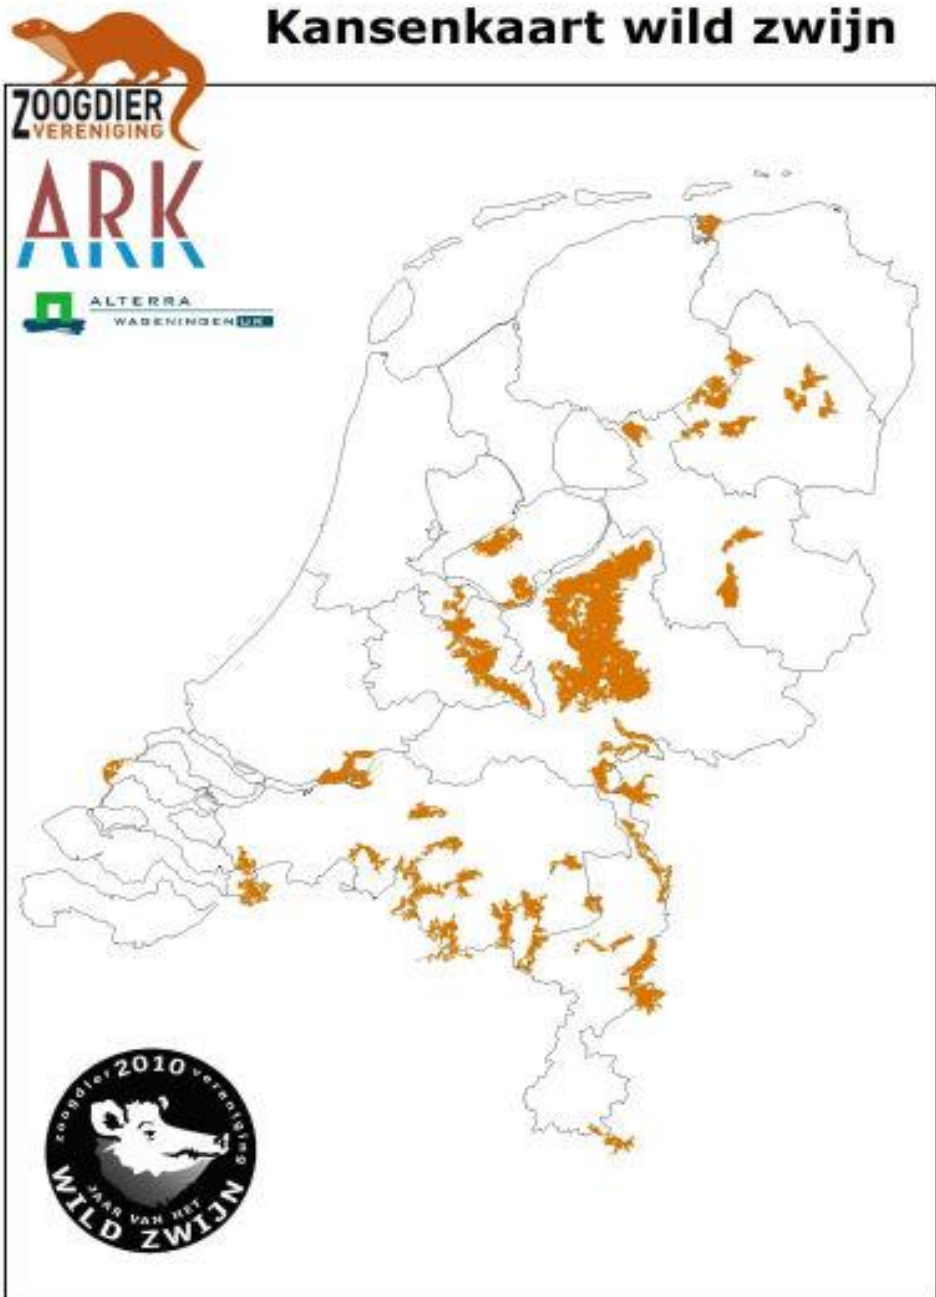 Kansenkaart wild zwijn
ZOOGDIER
VERENIGING
ARK
ALTERRA
WAGENINGEN UR
zoogdier 2010 vereniging
JAAR VAN HET
WILD ZWIJN